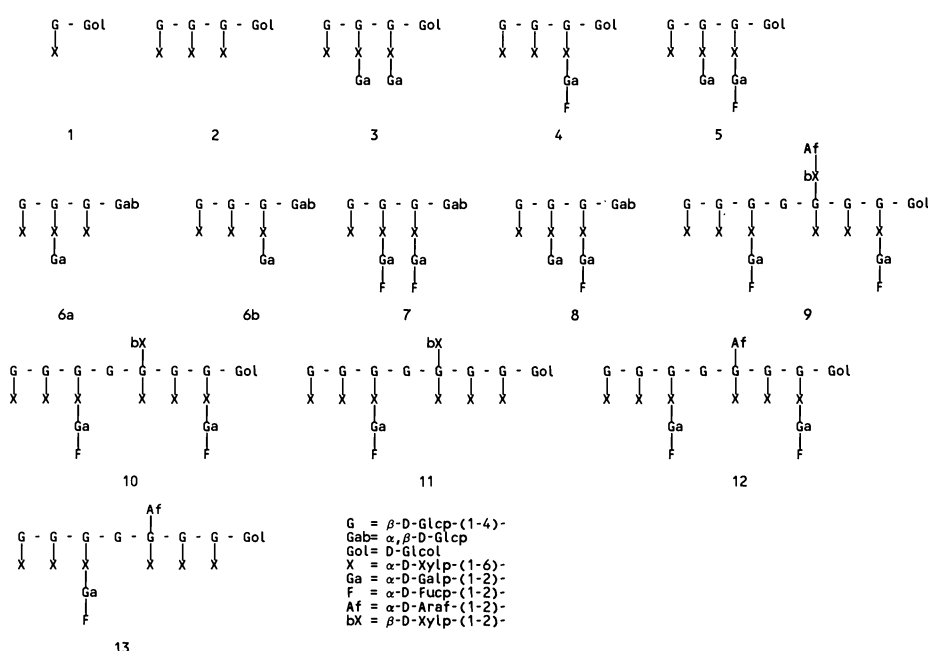 G - Gol G - G - G - Gol G - G - G - Gol G - G - G - Gol G - G - G - Gol
X X X X X X X X X X X X X
Ga Ga Ga Ga Ga
F F
1 2 3 4 5
Af
bX
G - G - G - Gab G - G - G - Gab G - G - G - Gab G - G - G - Gab G - G - G - G - G - G - G - Gol
X X X X X X X X X X X X X X X X X X
Ga Ga Ga Ga Ga Ga Ga Ga
F F F F F
6a 6b 7 8 9
bX bX Af
G - G - G - G - G - G - G - Gol G - G - G - G - G - G - G - Gol G - G - G - G - G - G - G - Gol
X X X X X X X X X X X X X X X X X X
Ga Ga Ga Ga Ga
F F F F F
10 11 12
Af
G - G - G - G - G - G - G - Gol
X X X X X X
Ga
F
13
G = β-D-Glcp-(1-4)-
Gab= α,β-D-Glcp
Gol= D-Glcol
X = α-D-Xylp-(1-6)-
Ga = α-D-Galp-(1-2)-
F = α-D-Fucp-(1-2)-
Af = α-D-Araf-(1-2)-
bX = β-D-Xylp-(1-2)-